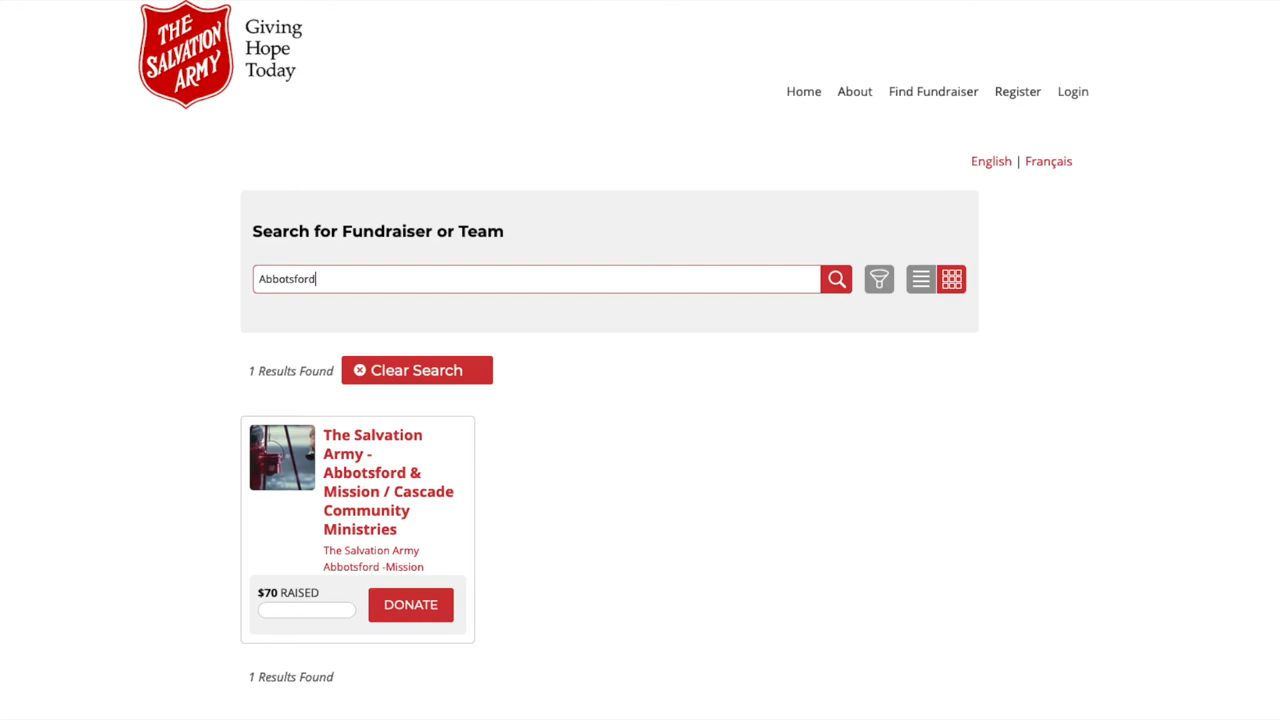 THE
SALVATION
ARMY
Giving
Hope
Today
Home About Find Fundraiser Register Login
English | Français
Search for Fundraiser or Team
Abbotsford
1 Results Found
Clear Search
The Salvation
Army -
Abbotsford &
Mission / Cascade
Community
Ministries
The Salvation Army
Abbotsford -Mission
$70 RAISED
DONATE
1 Results Found